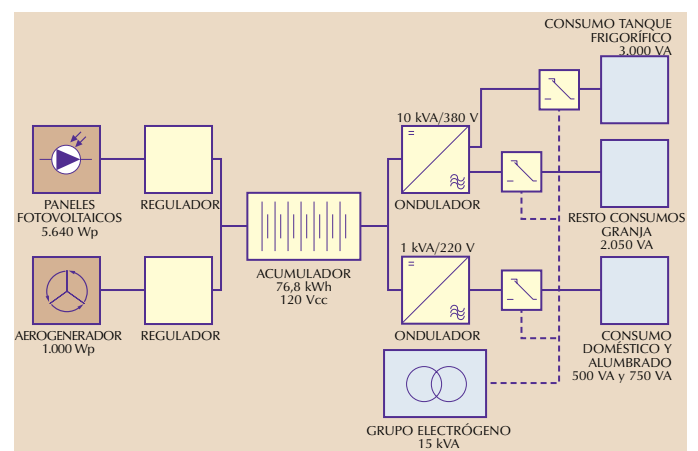 CONSUMO TANQUE
FRIGORÍFICO
3.000 VA
10 kVA/380 V
PANELES
FOTOVOLTAICOS
5.640 Wp
REGULADOR
ONDULADOR
RESTO CONSUMOS
GRANJA
2.050 VA
1 kVA/220 V
ACUMULADOR
76,8 kWh
120 Vcc
AEROGENERADOR
1.000 Wp
REGULADOR
ONDULADOR
CONSUMO
DOMÉSTICO Y
ALUMBRADO
500 VA y 750 VA
GRUPO ELECTRÓGENO
15 kVA